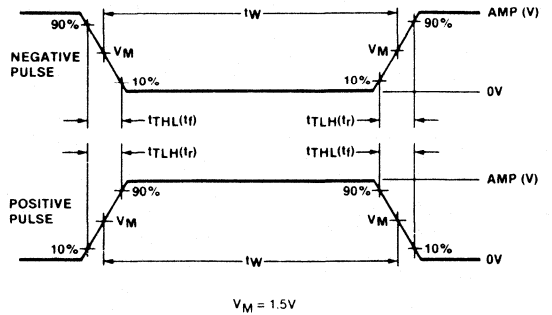 tW
AMP (V)
90%
90%
NEGATIVE
PULSE
VM
VM
10%
10%
0V
tTHL(tf)
tTLH(tr)
tTLH(tr)
tTHL(tf)
AMP (V)
POSITIVE
PULSE
90%
90%
VM
VM
10%
10%
tW
0V
VM = 1.5V